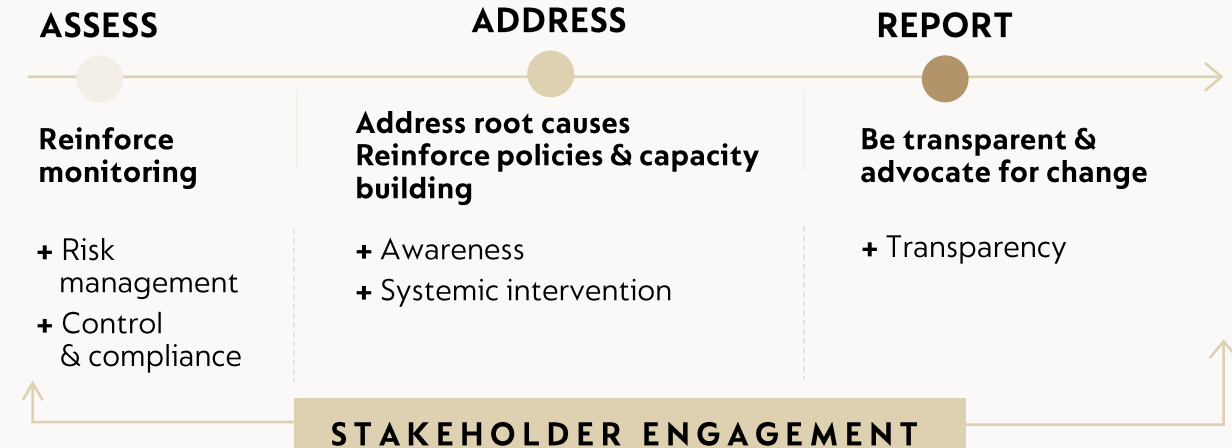 ASSESS
ADDRESS
REPORT
Reinforce
monitoring
Address root causes
Reinforce policies & capacity
building
Be transparent &
advocate for change
+ Risk
management
+ Control
& compliance
+ Awareness
+ Systemic intervention
+ Transparency
STAKEHOLDER ENGAGEMENT